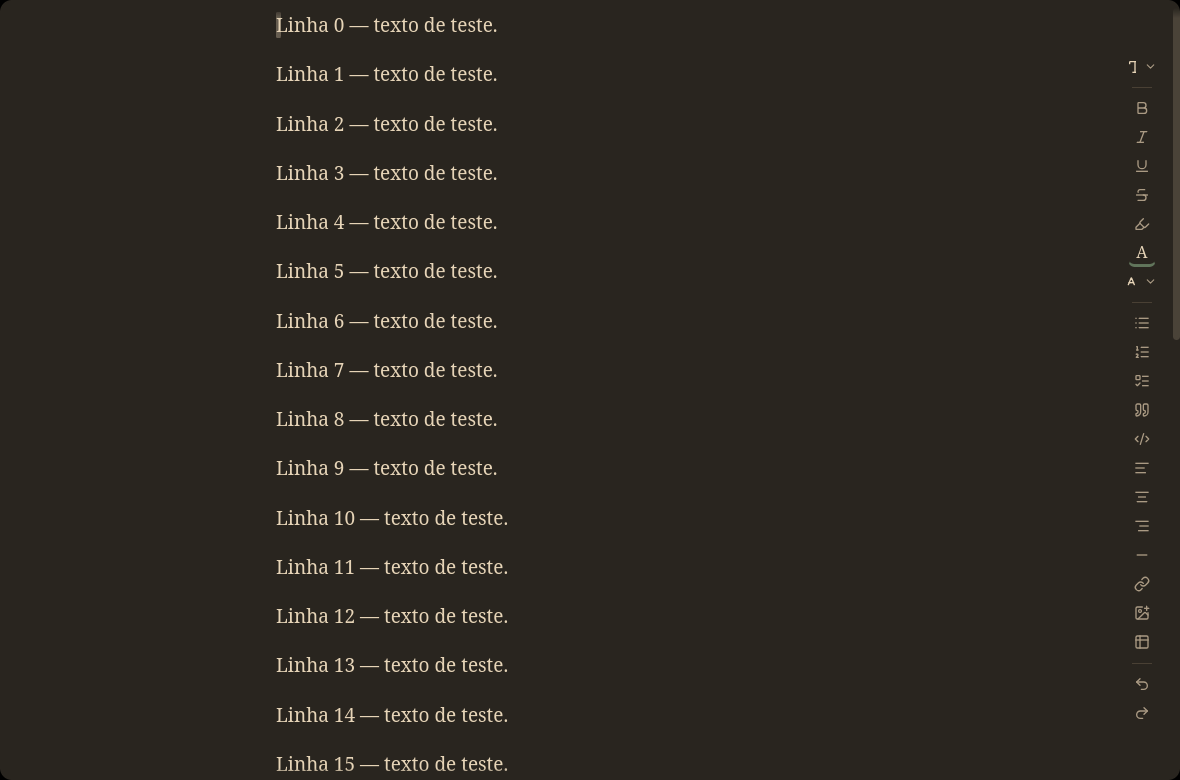 Linha 0 — texto de teste.
Linha 1 — texto de teste.
Linha 2 — texto de teste.
Linha 3 — texto de teste.
Linha 4 — texto de teste.
Linha 5 — texto de teste.
Linha 6 — texto de teste.
Linha 7 — texto de teste.
Linha 8 — texto de teste.
Linha 9 — texto de teste.
Linha 10 — texto de teste.
Linha 11 — texto de teste.
Linha 12 — texto de teste.
Linha 13 — texto de teste.
Linha 14 — texto de teste.
Linha 15 — texto de teste.